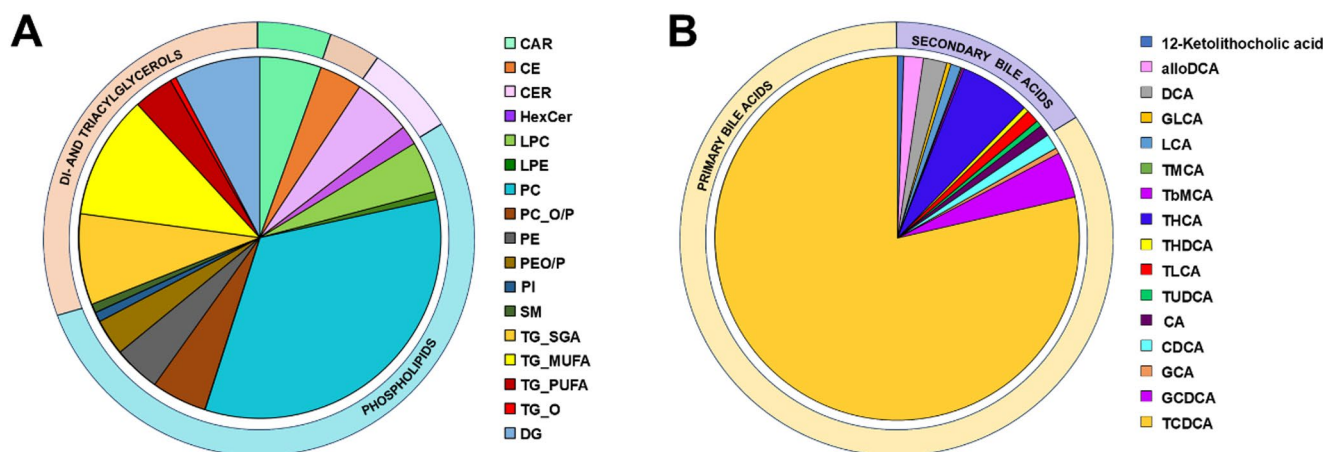 A
DI- AND TRIACYLGLYCEROLS
PHOSPHOLIPIDS
CAR
CE
CER
HexCer
LPC
LPE
PC
PC_O/P
PE
PEO/P
PI
SM
TG_SGA
TG_MUFA
TG_PUFA
TG_O
DG
B
PRIMARY BILE ACIDS
SECONDARY BILE ACIDS
12-Ketolithocholic acid
alloDCA
DCA
GLCA
LCA
TMCA
TbMCA
THCA
THDCA
TLCA
TUDCA
CA
CDCA
GCA
GCDCA
TCDCA